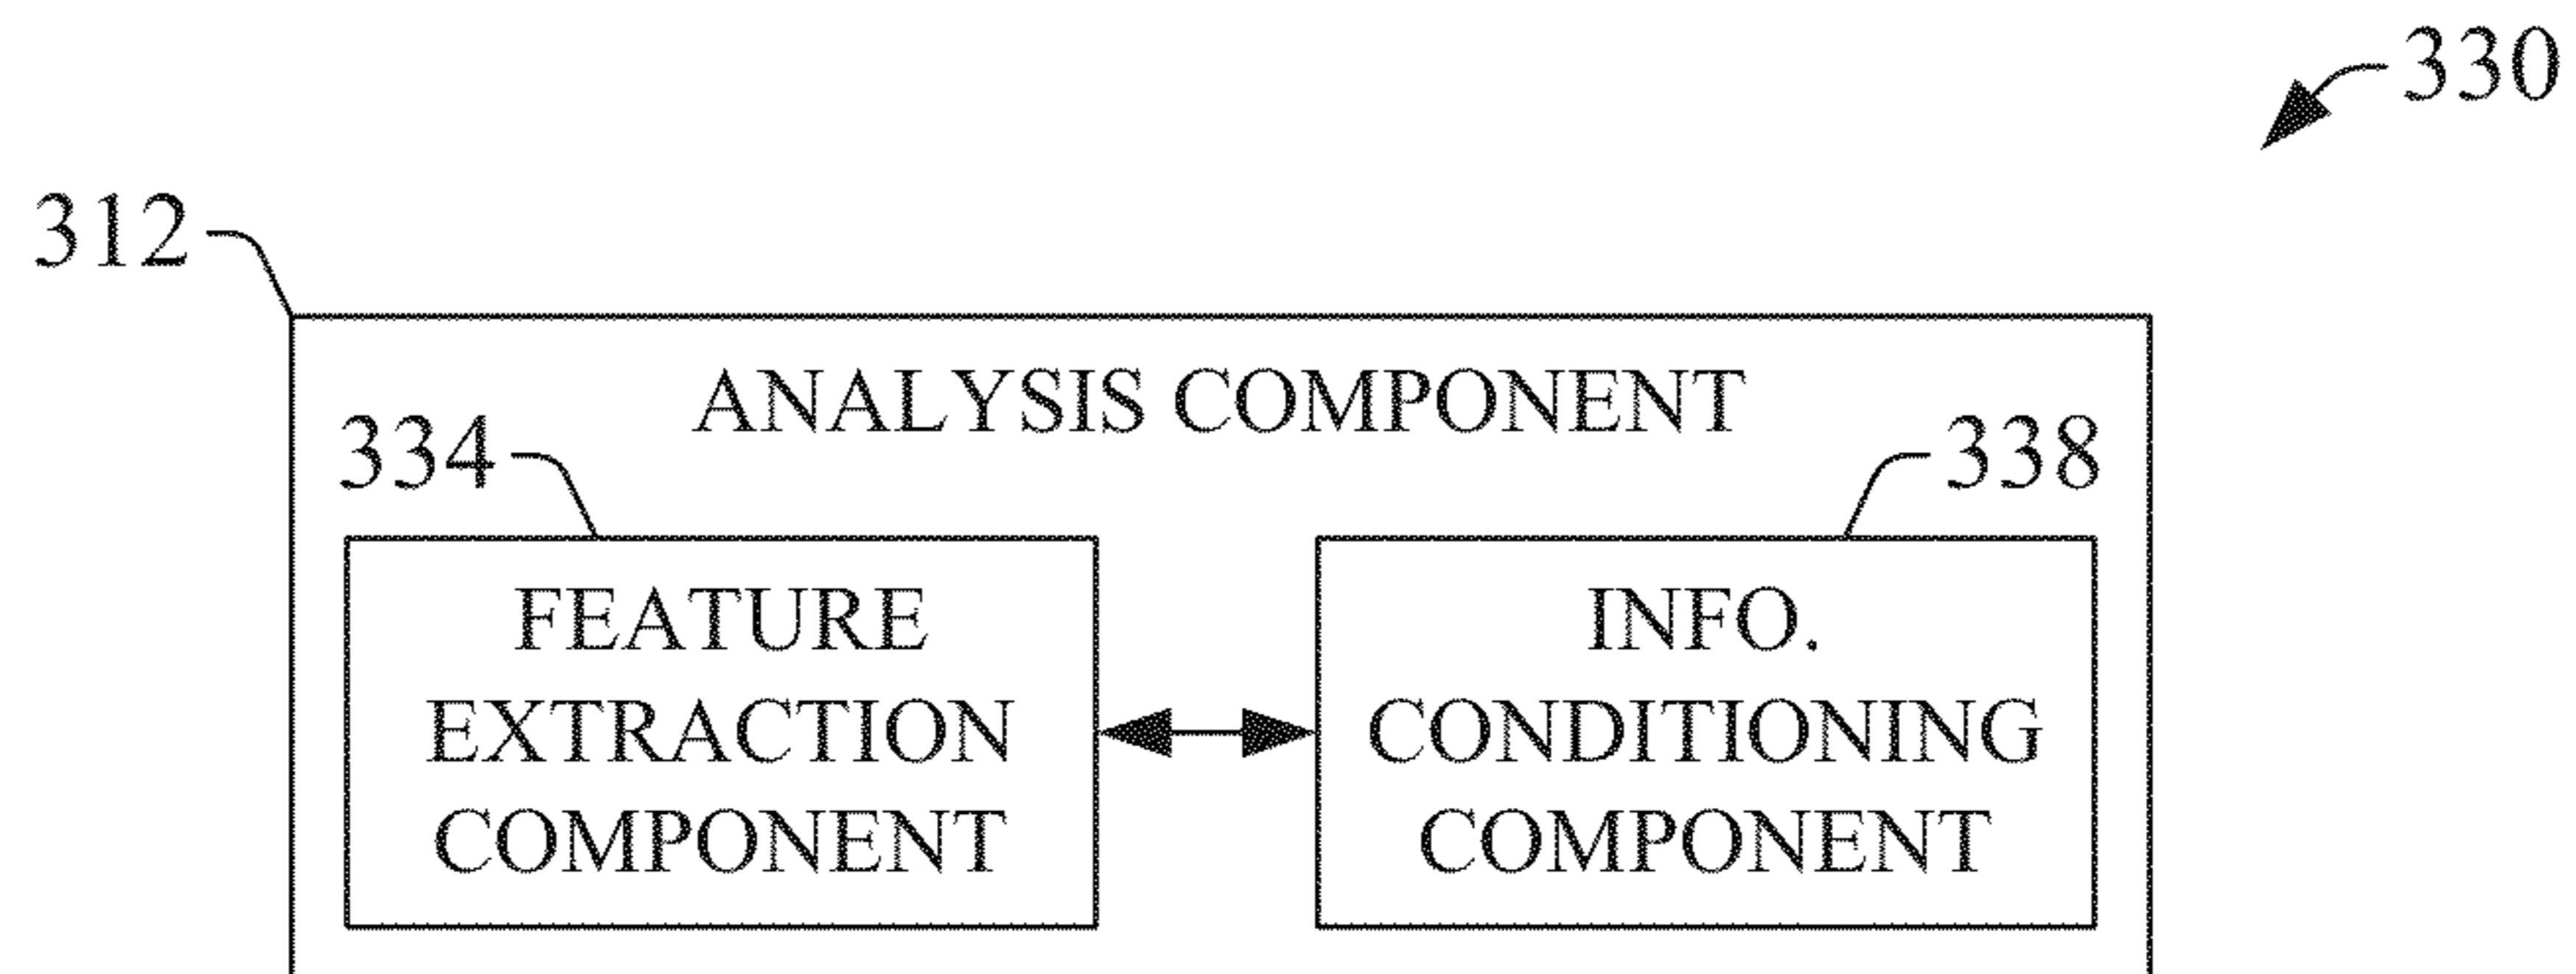 330
312
ANALYSIS COMPONENT
334
338
FEATURE
EXTRACTION
COMPONENT
INFO.
CONDITIONING
COMPONENT